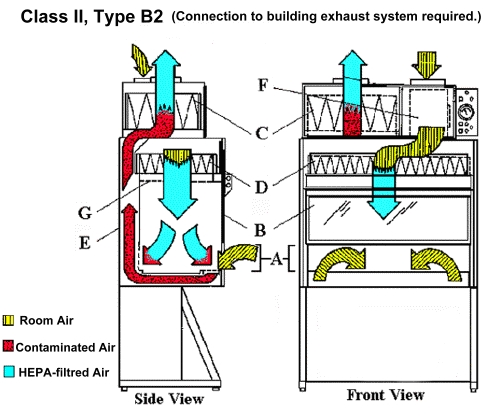 Class II, Type B2 (Connection to building exhaust system required.)
F
C
D
G
B
E
A
Room Air
Contaminated Air
HEPA-filtred Air
Side View
Front View